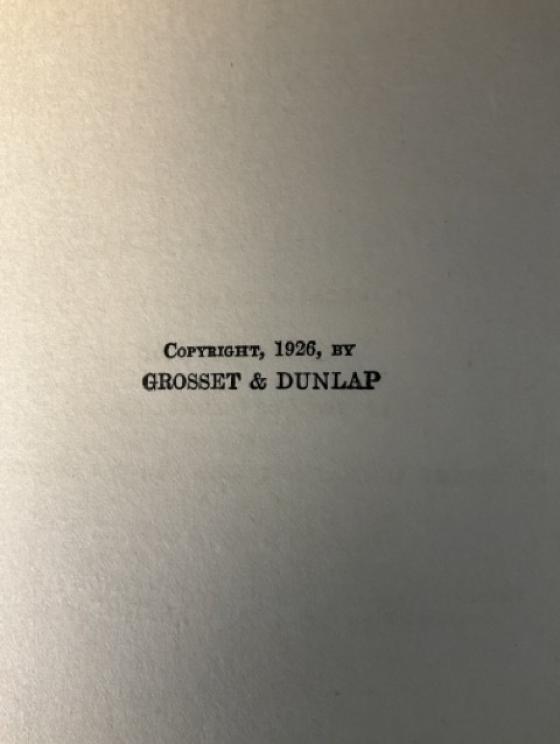 Copyright, 1926, by
GROSSET & DUNLAP